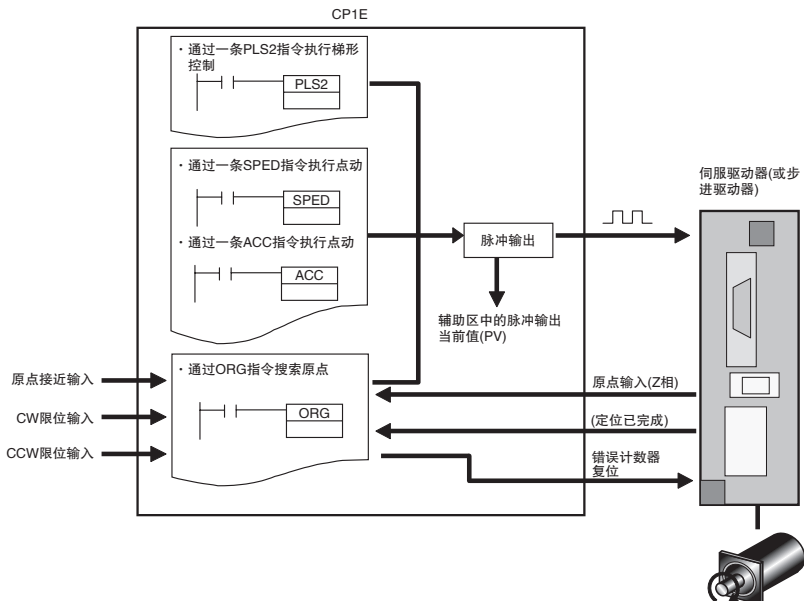 CP1E
·通过一条PLS2指令执行梯形
控制
PLS2
·通过一条SPED指令执行点动
SPED
·通过一条ACC指令执行点动
ACC
脉冲输出
辅助区中的脉冲输出
当前值(PV)
伺服驱动器(或步
进驱动器)
原点接近输入
CW限位输入
CCW限位输入
·通过ORG指令搜索原点
ORG
原点输入(Z相)
(定位已完成)
错误计数器
复位